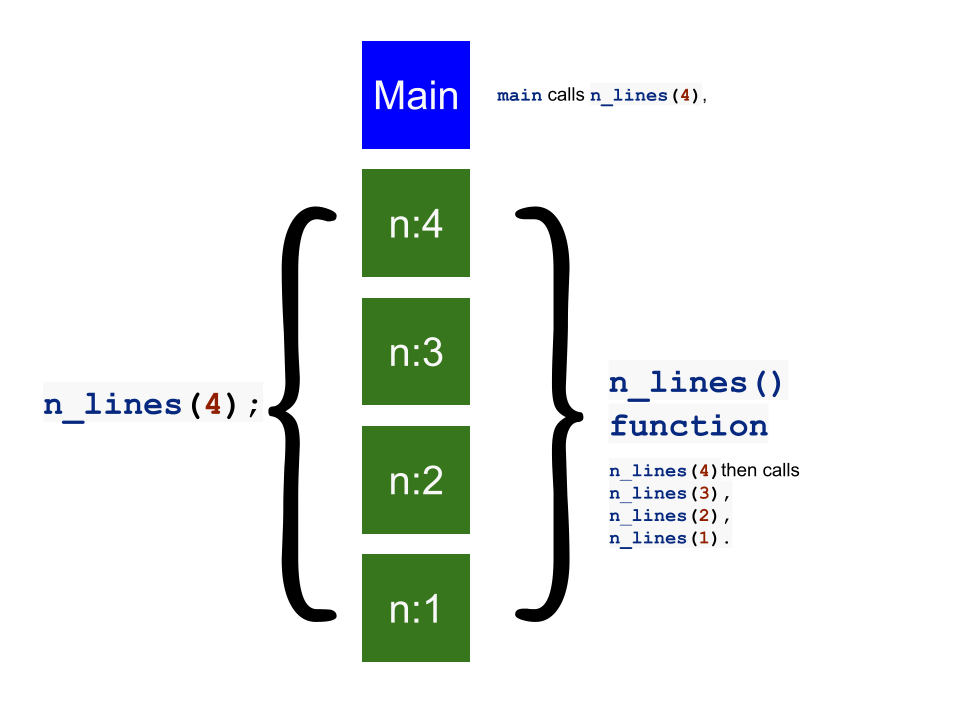 Main
main calls n_lines(4),
n:4
n:3
n_lines(4);
n_lines()
function
n:2
n_lines(4)then calls
n_lines(3),
n_lines(2),
n_lines(1).
n:1